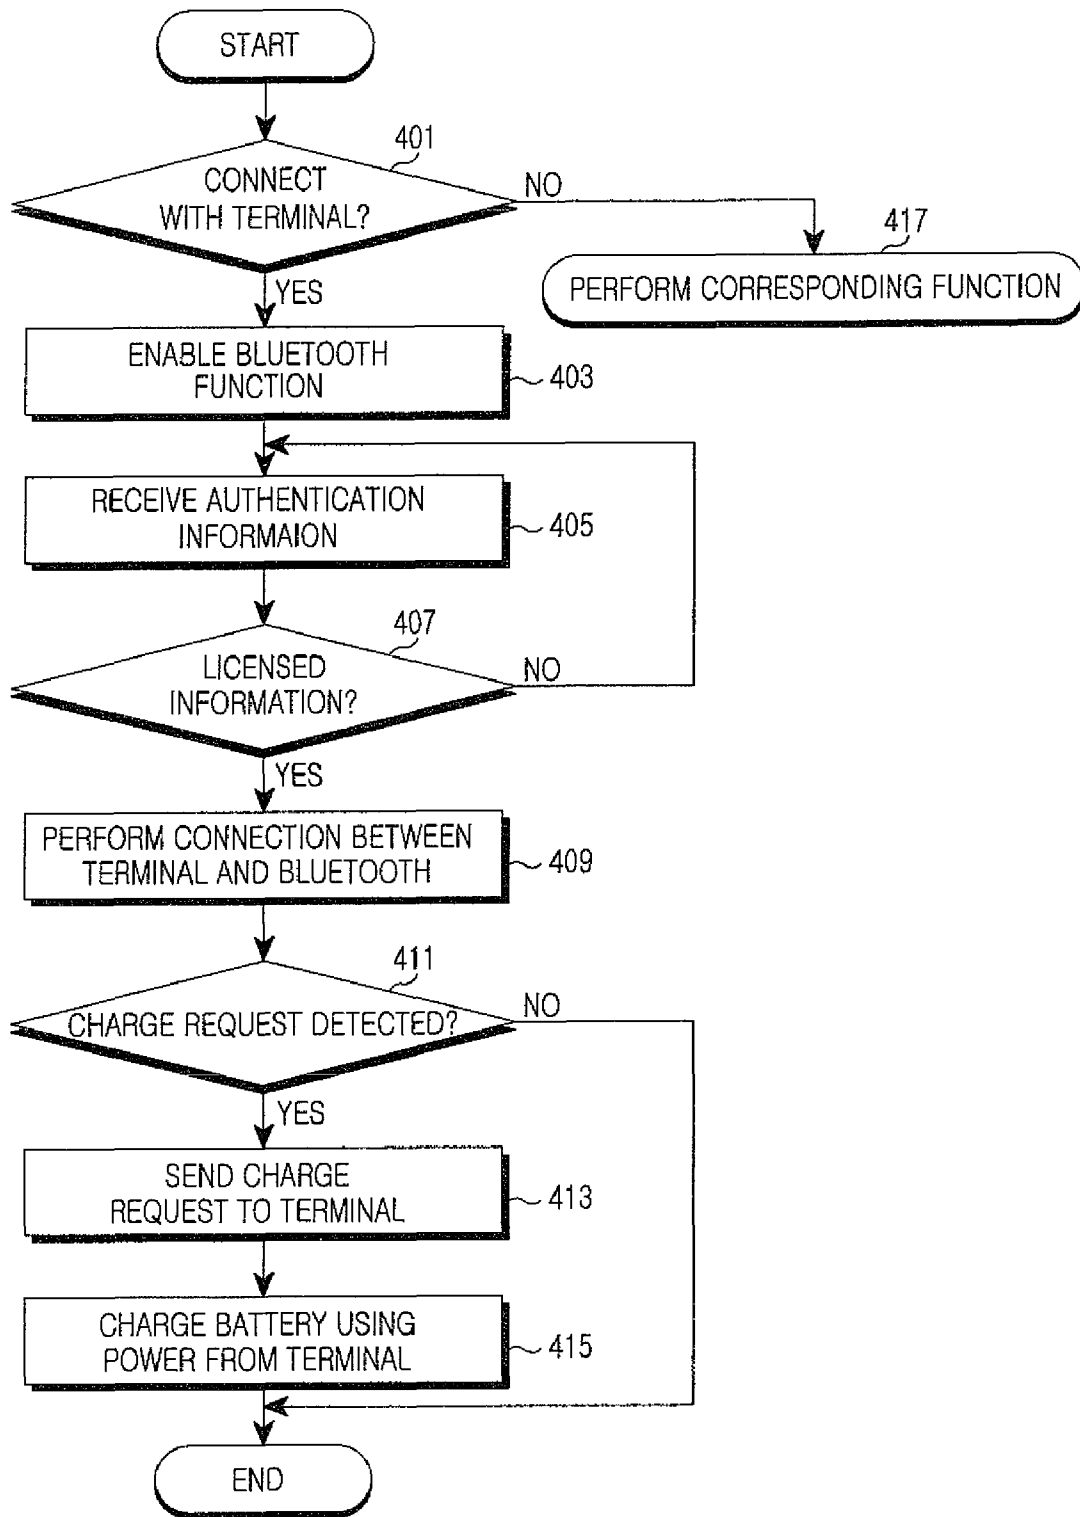 START
401
CONNECT
WITH TERMINAL?
NO
417
PERFORM CORRESPONDING FUNCTION
YES
ENABLE BLUETOOTH
FUNCTION
403
RECEIVE AUTHENTICATION
INFORMAION
405
407
LICENSED
INFORMATION?
NO
YES
PERFORM CONNECTION BETWEEN
TERMINAL AND BLUETOOTH
409
411
CHARGE REQUEST DETECTED?
NO
YES
SEND CHARGE
REQUEST TO TERMINAL
413
CHARGE BATTERY USING
POWER FROM TERMINAL
415
END